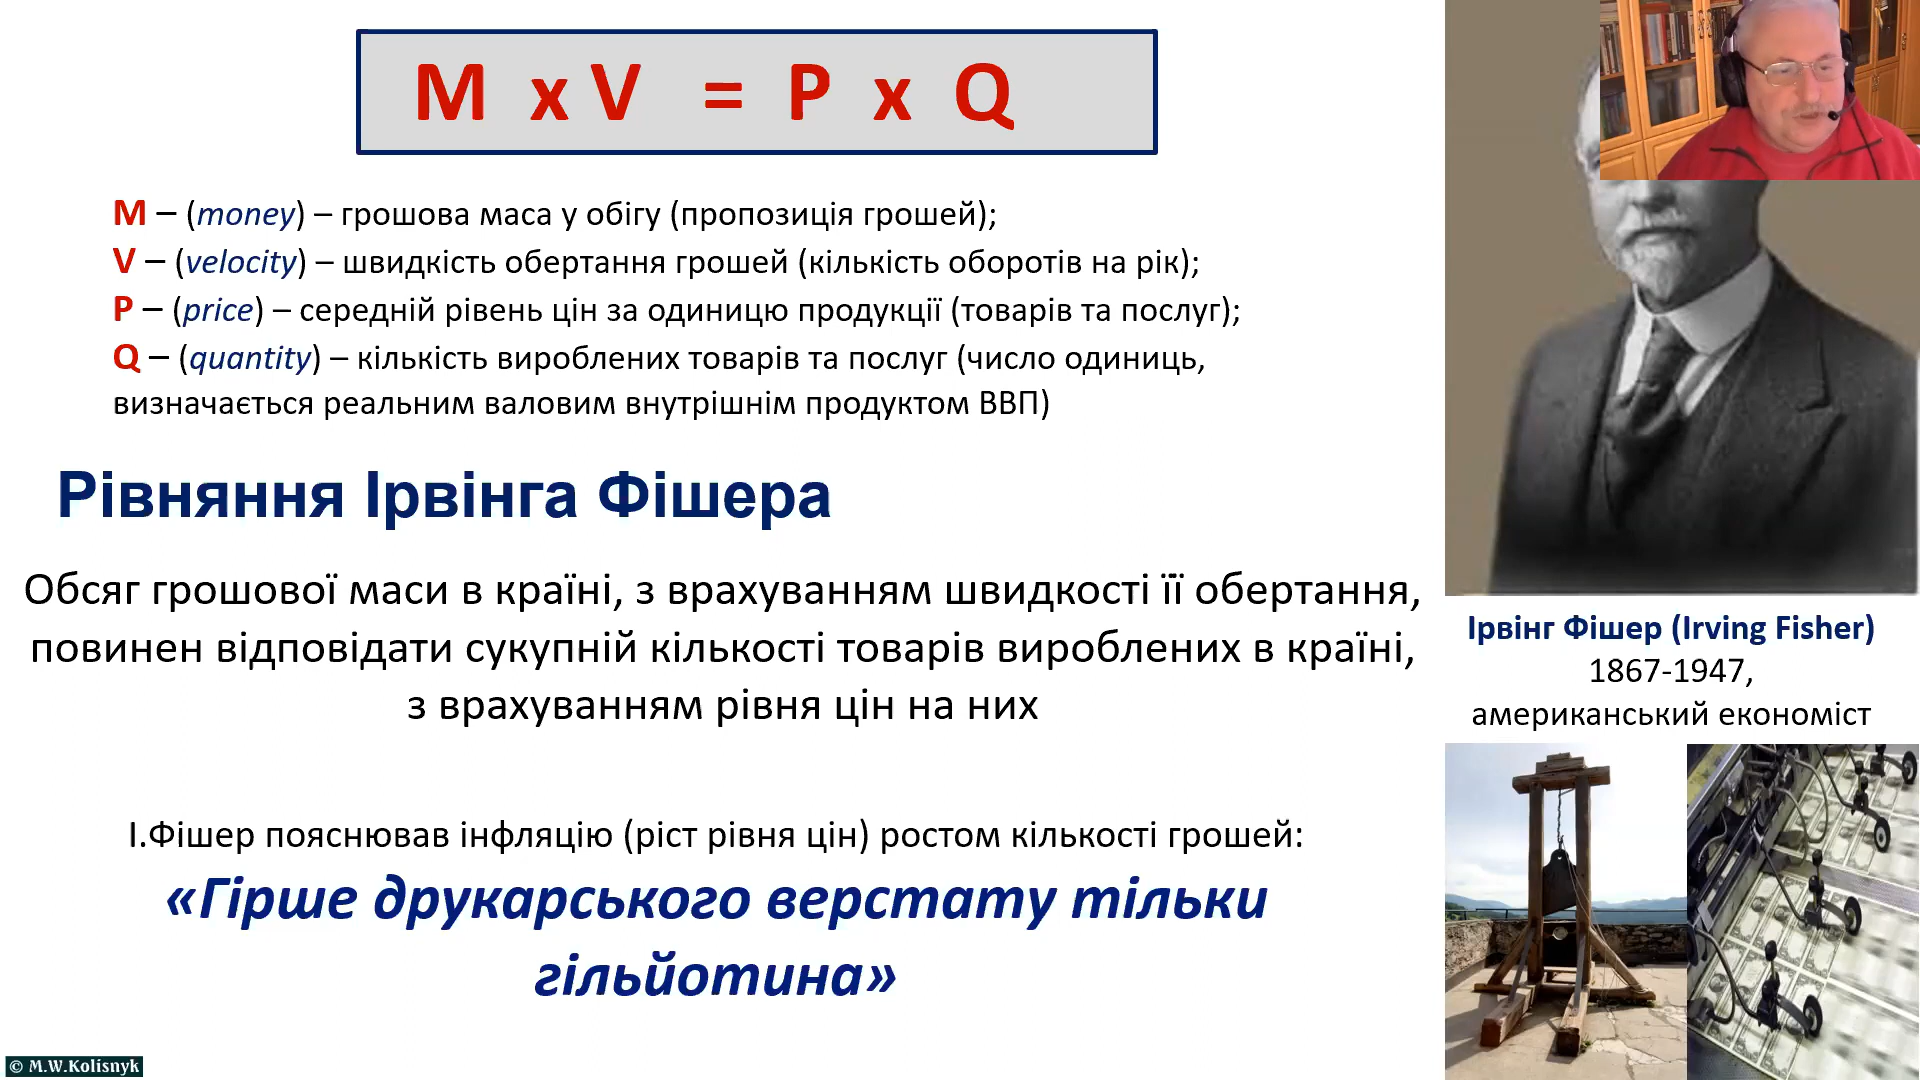 M x V = P x Q
M – (money) – грошова маса у обігу (пропозиція грошей);
V – (velocity) – швидкість обертання грошей (кількість оборотів на рік);
P – (price) – середній рівень цін за одиницю продукції (товарів та послуг);
Q – (quantity) – кількість вироблених товарів та послуг (число одиниць,
визначається реальним валовим внутрішнім продуктом ВВП)
Рівняння Ірвінга Фішера
Обсяг грошової маси в країні, з врахуванням швидкості її обертання,
повинен відповідати сукупній кількості товарів вироблених в країні,
з врахуванням рівня цін на них
І.Фішер пояснював інфляцію (ріст рівня цін) ростом кількості грошей:
«Гірше друкарського верстату тільки
гільйотина»
Ірвінг Фішер (Irving Fisher)
1867-1947,
американський економіст
© M.W.Kolisnyk